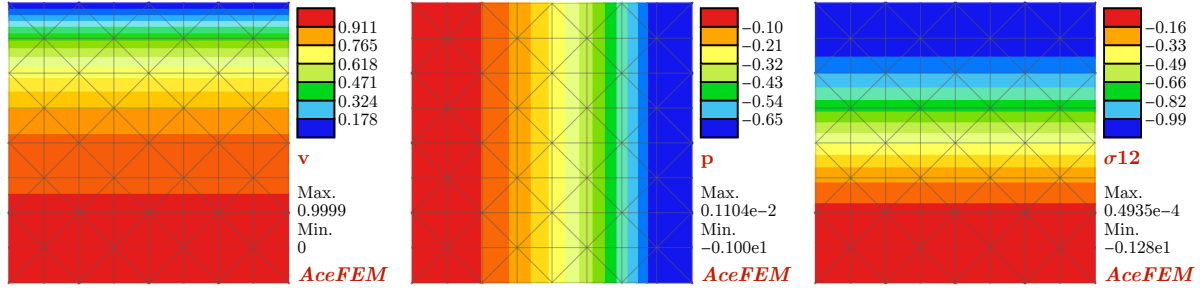 0.911
0.765
0.618
0.471
0.324
0.178
v
Max.
0.9999
Min.
0
AceFEM
−0.10
−0.21
−0.32
−0.43
−0.54
−0.65
p
Max.
0.1104e−2
Min.
−0.100e1
AceFEM
−0.16
−0.33
−0.49
−0.66
−0.82
−0.99
σ12
Max.
0.4935e−4
Min.
−0.128e1
AceFEM